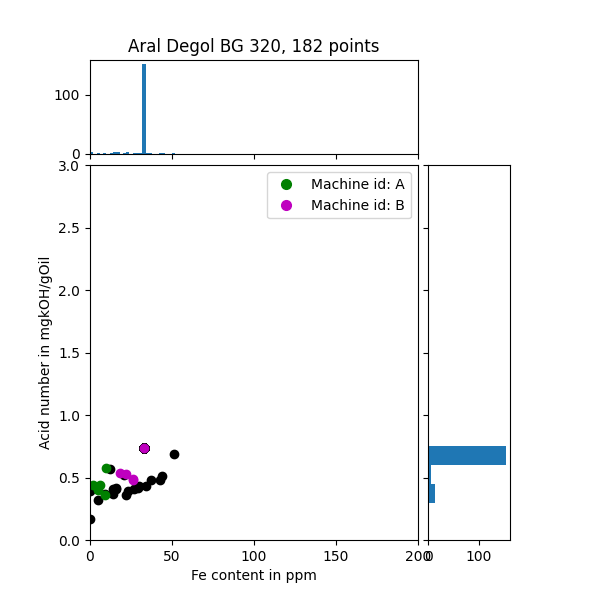 Aral Degol BG 320, 182 points
100
0
3.0
2.5
2.0
1.5
1.0
0.5
0.0
Acid number in mgkOH/gOil
Machine id: A
Machine id: B
0 50 100 150 200
0 100
Fe content in ppm